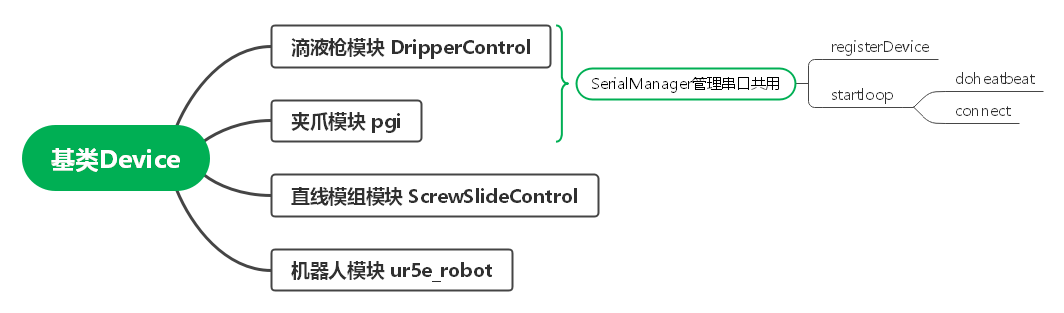 基类Device
滴液枪模块 DripperControl
夹爪模块 pgi
直线模组模块 ScrewSlideControl
机器人模块 ur5e_robot
SerialManager管理串口共用
registerDevice
startloop
doheatbeat
connect